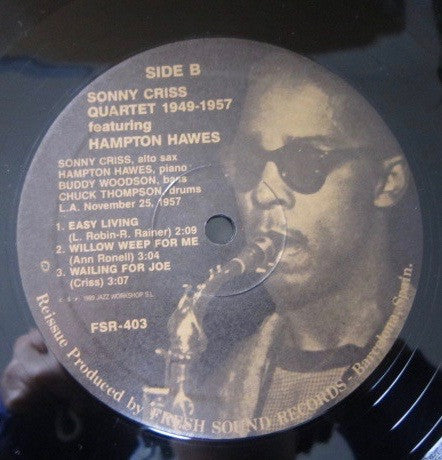 SIDE B
SONNY CRISS
QUARTET 1949-1957
featuring
HAMPTON HAWES
SONNY CRISS, alto sax
HAMPTON HAWES, piano
BUDDY WOODSON, bass
CHUCK THOMPSON, drums
L.A. November 25, 1957
1. EASY LIVING
(L. Robin-R. Rainer) 2:09
2. WILLOW WEEP FOR ME
(Ann Ronell) 3:04
3. WAILING FOR JOE
(Criss) 3:07
1989 JAZZ WORKSHOP S.L.
FSR-403
Reissue Produced by FRESH SOUND RECORDS - Barcelona, Spain.